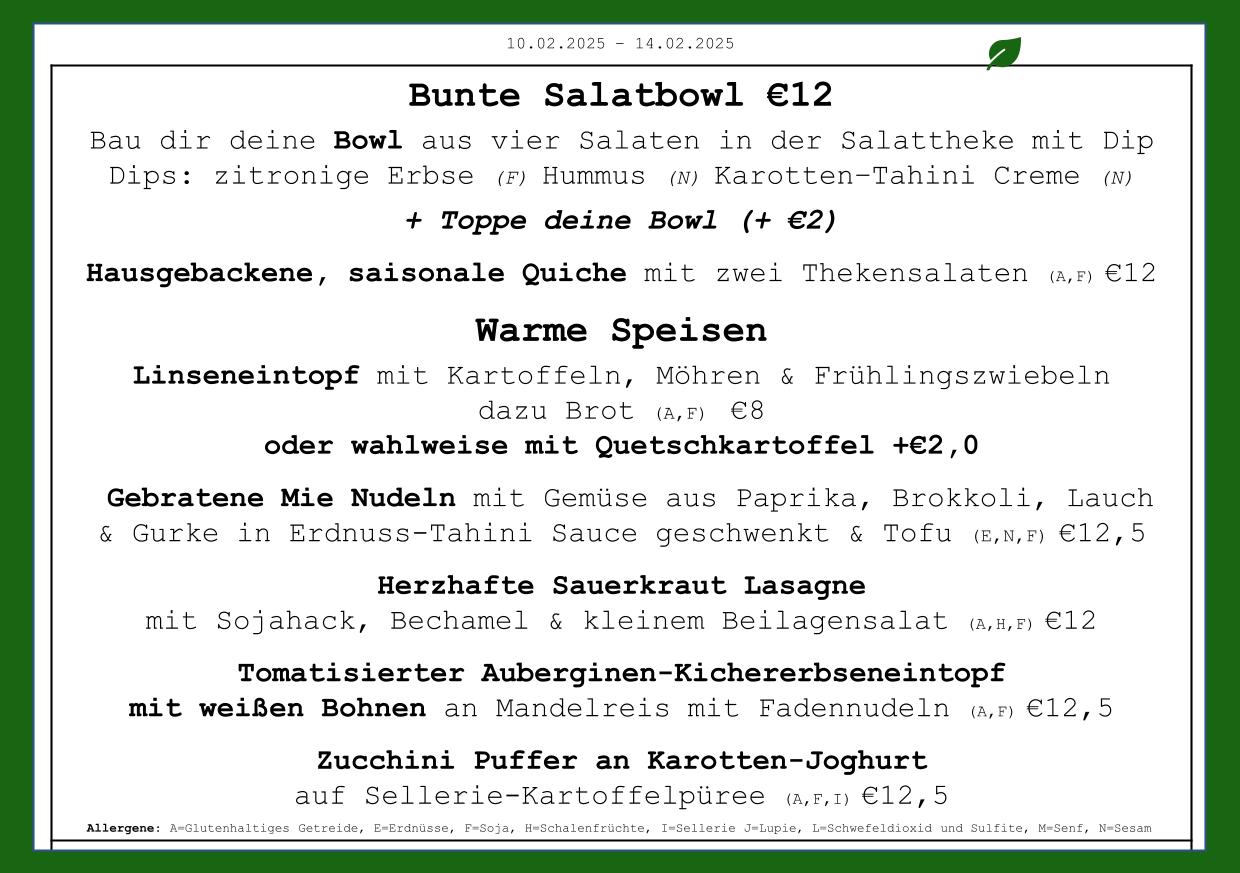 10.02.2025 – 14.02.2025
Bunte Salatbowl €12
Bau dir deine Bowl aus vier Salaten in der Salattheke mit Dip
Dips: zitronige Erbse (F) Hummus (N) Karotten–Tahini Creme (N)
+ Toppe deine Bowl (+ €2)
Hausgebackene, saisonale Quiche mit zwei Thekensalaten (A,F) €12
Warme Speisen
Linseneintopf mit Kartoffeln, Möhren & Frühlingszwiebeln
dazu Brot (A,F) €8
oder wahlweise mit Quetschkartoffel +€2,0
Gebratene Mie Nudeln mit Gemüse aus Paprika, Brokkoli, Lauch
& Gurke in Erdnuss-Tahini Sauce geschwenkt & Tofu (E,N,F) €12,5
Herzhafte Sauerkraut Lasagne
mit Sojahack, Bechamel & kleinem Beilagensalat (A,H,F) €12
Tomatisierter Auberginen-Kichererbseneintopf
mit weißen Bohnen an Mandelreis mit Fadennudeln (A,F) €12,5
Zucchini Puffer an Karotten-Joghurt
auf Sellerie-Kartoffelpüree (A,F,I) €12,5
Allergene: A=Glutenhaltiges Getreide, E=Erdnüsse, F=Soja, H=Schalenfrüchte, I=Sellerie J=Lupie, L=Schwefeldioxid und Sulfite, M=Senf, N=Sesam